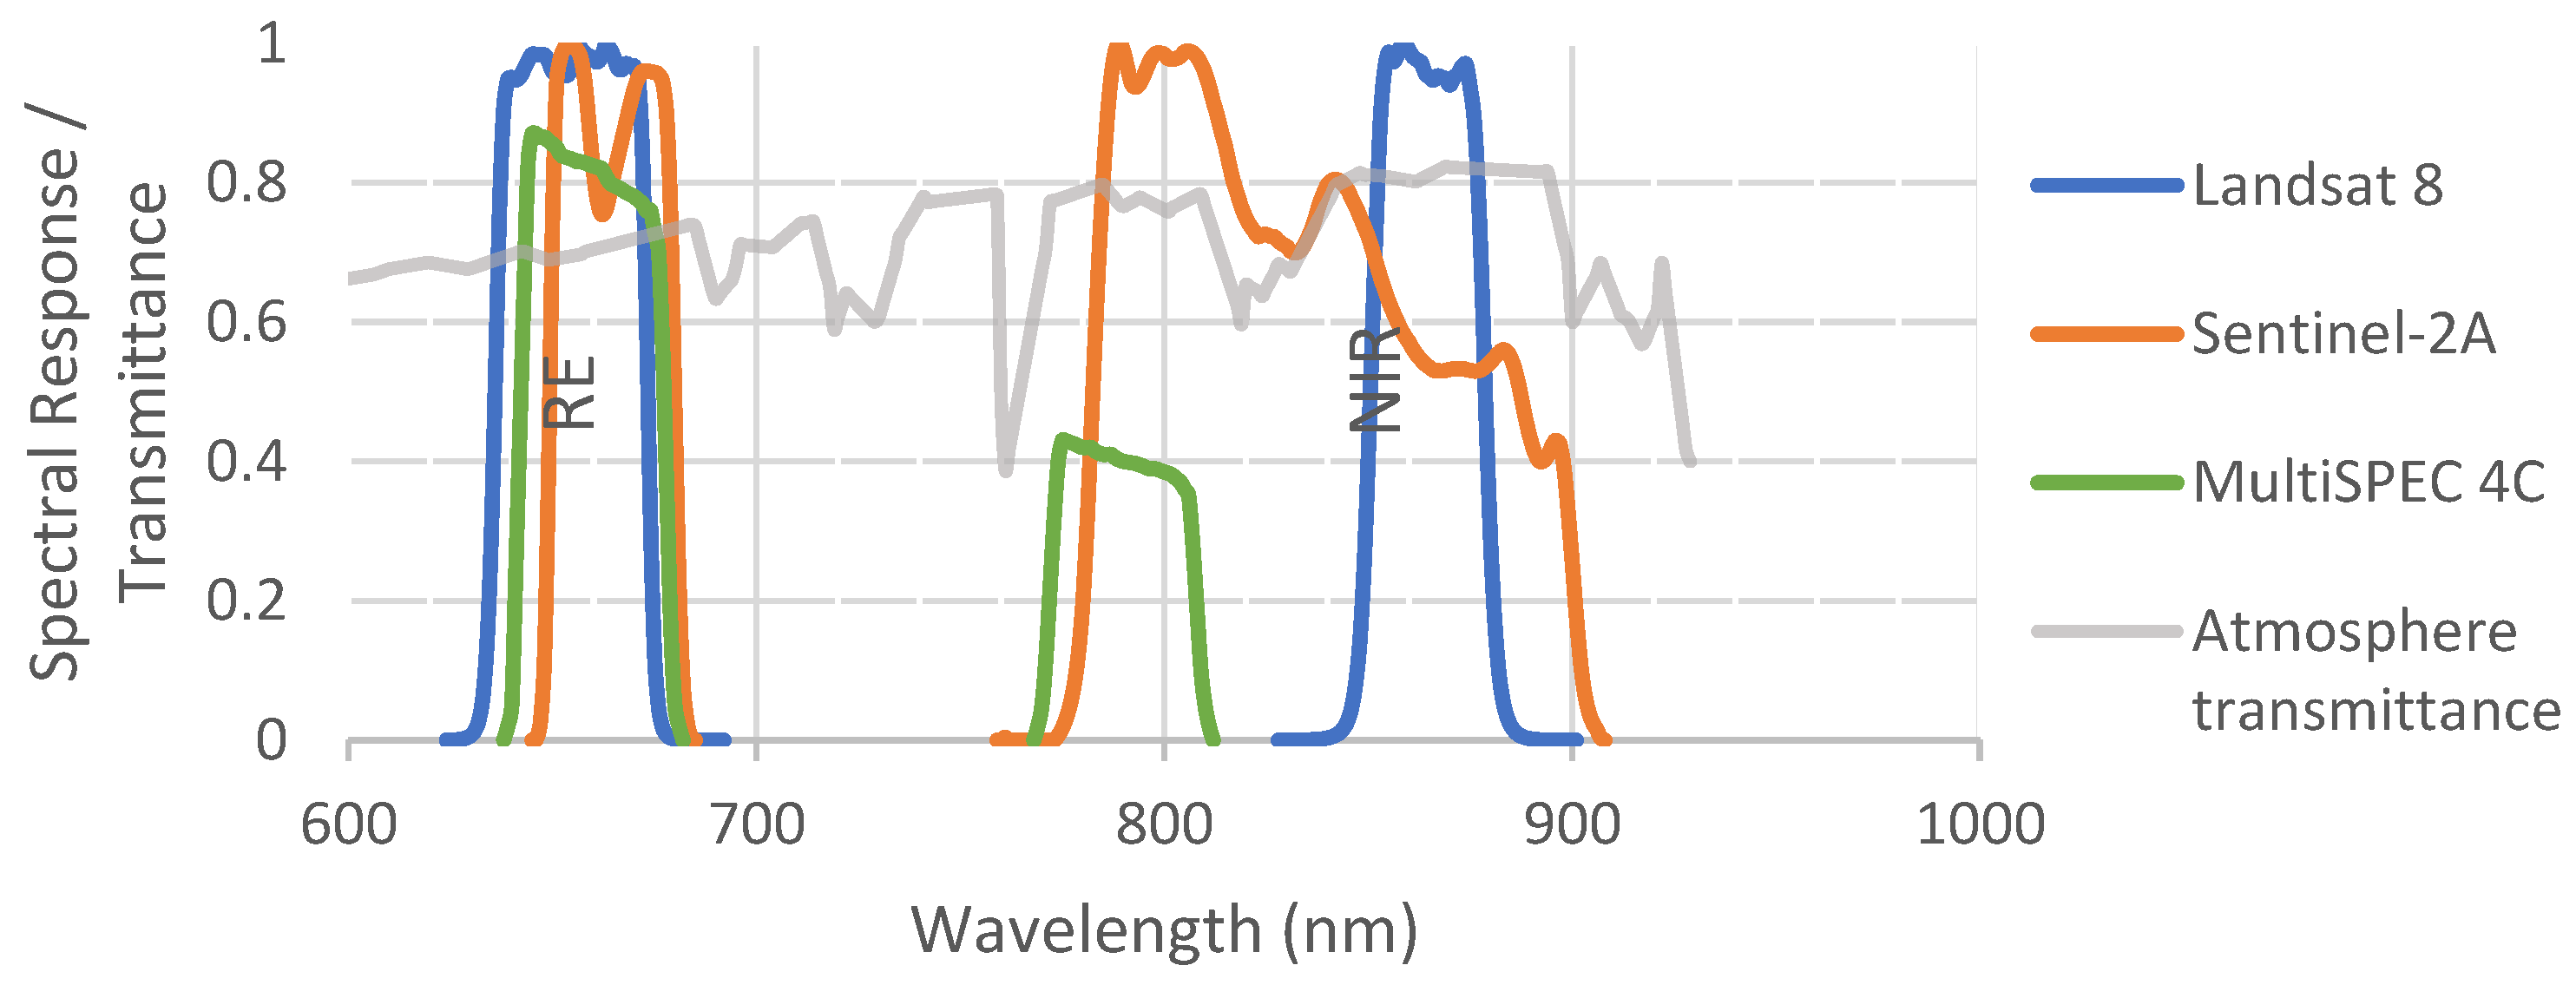 Spectral Response /
Transmittance
1
0.8
0.6
0.4
0.2
0
600
700
800
900
1000
Wavelength (nm)
RE
NIR
Landsat 8
Sentinel-2A
MultiSPEC 4C
Atmosphere
transmittance